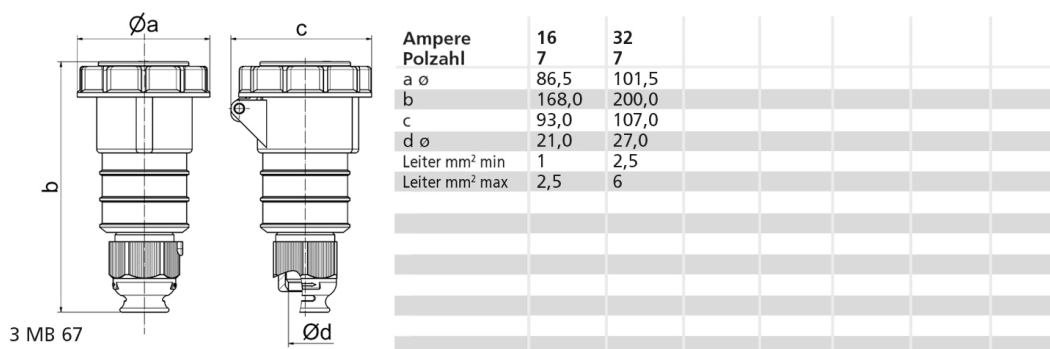 Øa
c
b
Ød
3 MB 67
Ampere 16 32
Polzahl 7 7
a ø 86,5 101,5
b 168,0 200,0
c 93,0 107,0
d ø 21,0 27,0
Leiter mm² min 1 2,5
Leiter mm² max 2,5 6